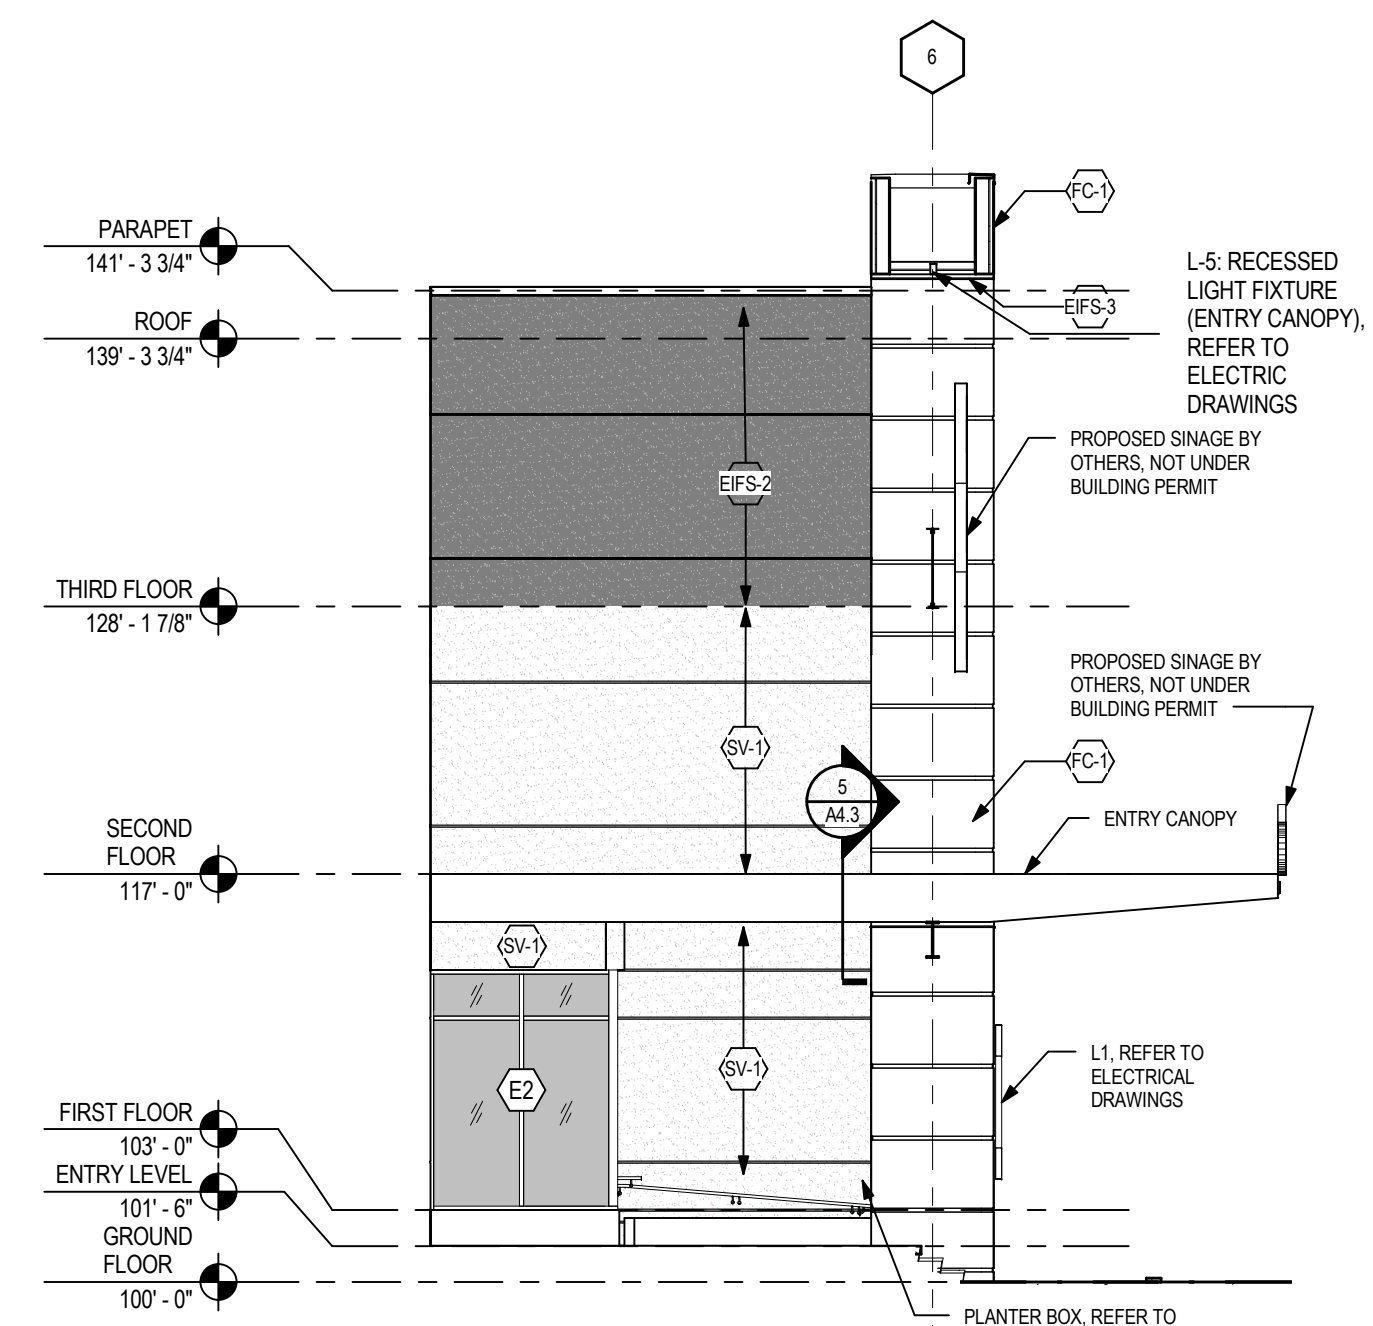 6
FC-1
PARAPET
141' - 3 3/4"
L-5: RECESSED
LIGHT FIXTURE
(ENTRY CANOPY),
REFER TO
ELECTRIC
DRAWINGS
EIFS-3
ROOF
139' - 3 3/4"
PROPOSED SINAGE BY
OTHERS, NOT UNDER
BUILDING PERMIT
EIFS-2
THIRD FLOOR
128' - 1 7/8"
PROPOSED SINAGE BY
OTHERS, NOT UNDER
BUILDING PERMIT
SV-1
FC-1
5
A4.3
ENTRY CANOPY
SECOND
FLOOR
117' - 0"
SV-1
SV-1
E2
L1, REFER TO
ELECTRICAL
DRAWINGS
FIRST FLOOR
103' - 0"
ENTRY LEVEL
101' - 6"
GROUND
FLOOR
100' - 0"
PLANTER BOX, REFER TO